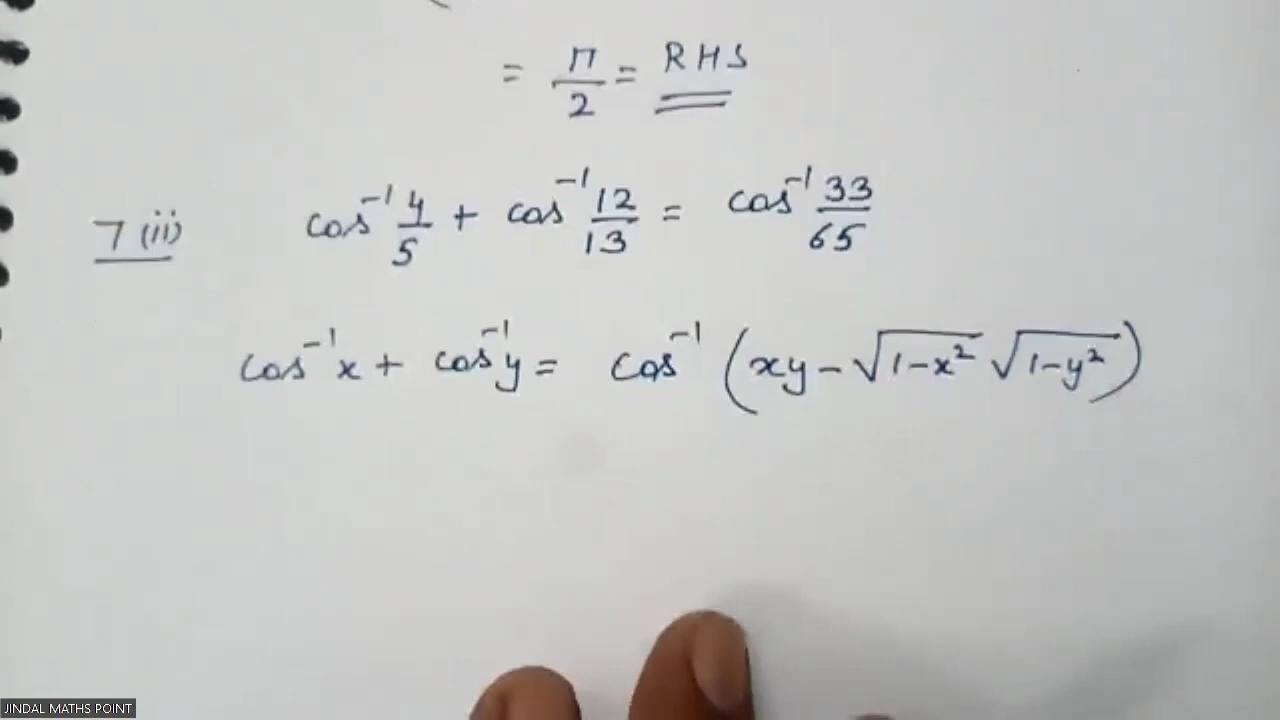 = π/2 = RHS
7 (ii) cos⁻¹ 4/5 + cos⁻¹ 12/13 = cos⁻¹ 33/65
cos⁻¹x + cos⁻¹y = cos⁻¹ (xy − √(1−x²) √(1−y²))
JINDAL MATHS POINT